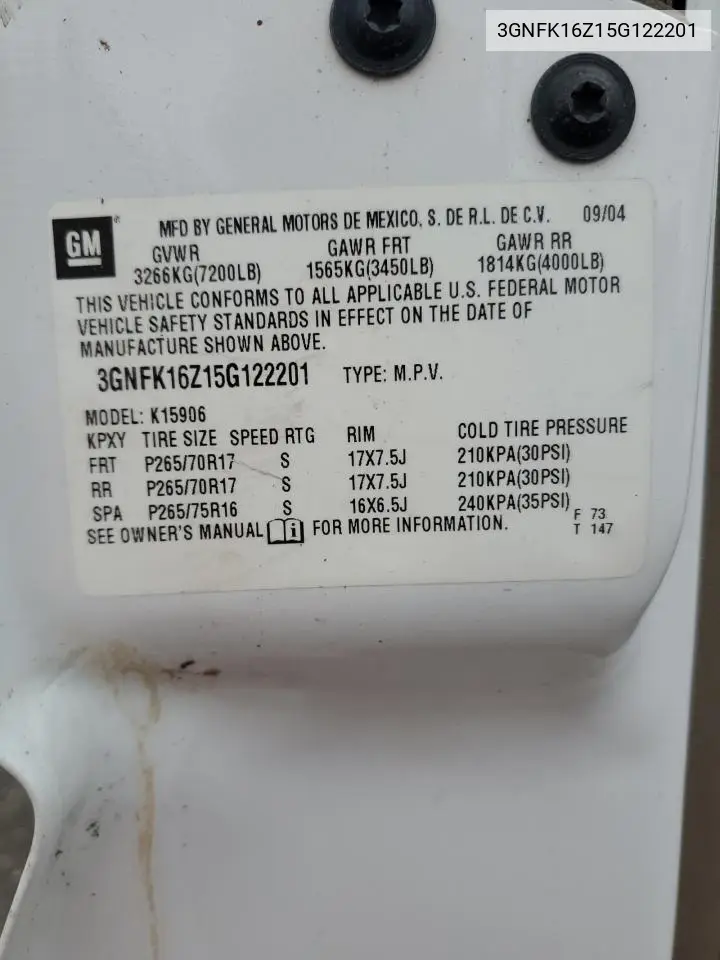 3GNFK16Z15G122201
GM ® MFD BY GENERAL MOTORS DE MEXICO, S. DE R.L. DE C.V. 09/04
GVWR GAWR FRT GAWR RR
3266KG(7200LB) 1565KG(3450LB) 1814KG(4000LB)
THIS VEHICLE CONFORMS TO ALL APPLICABLE U.S. FEDERAL MOTOR
VEHICLE SAFETY STANDARDS IN EFFECT ON THE DATE OF
MANUFACTURE SHOWN ABOVE.
3GNFK16Z15G122201 TYPE: M.P.V.
MODEL: K15906
KPXY TIRE SIZE SPEED RTG RIM COLD TIRE PRESSURE
FRT P265/70R17 S 17X7.5J 210KPA(30PSI)
RR P265/70R17 S 17X7.5J 210KPA(30PSI)
SPA P265/75R16 S 16X6.5J 240KPA(35PSI)
SEE OWNER'S MANUAL i FOR MORE INFORMATION.
F 73
T 147